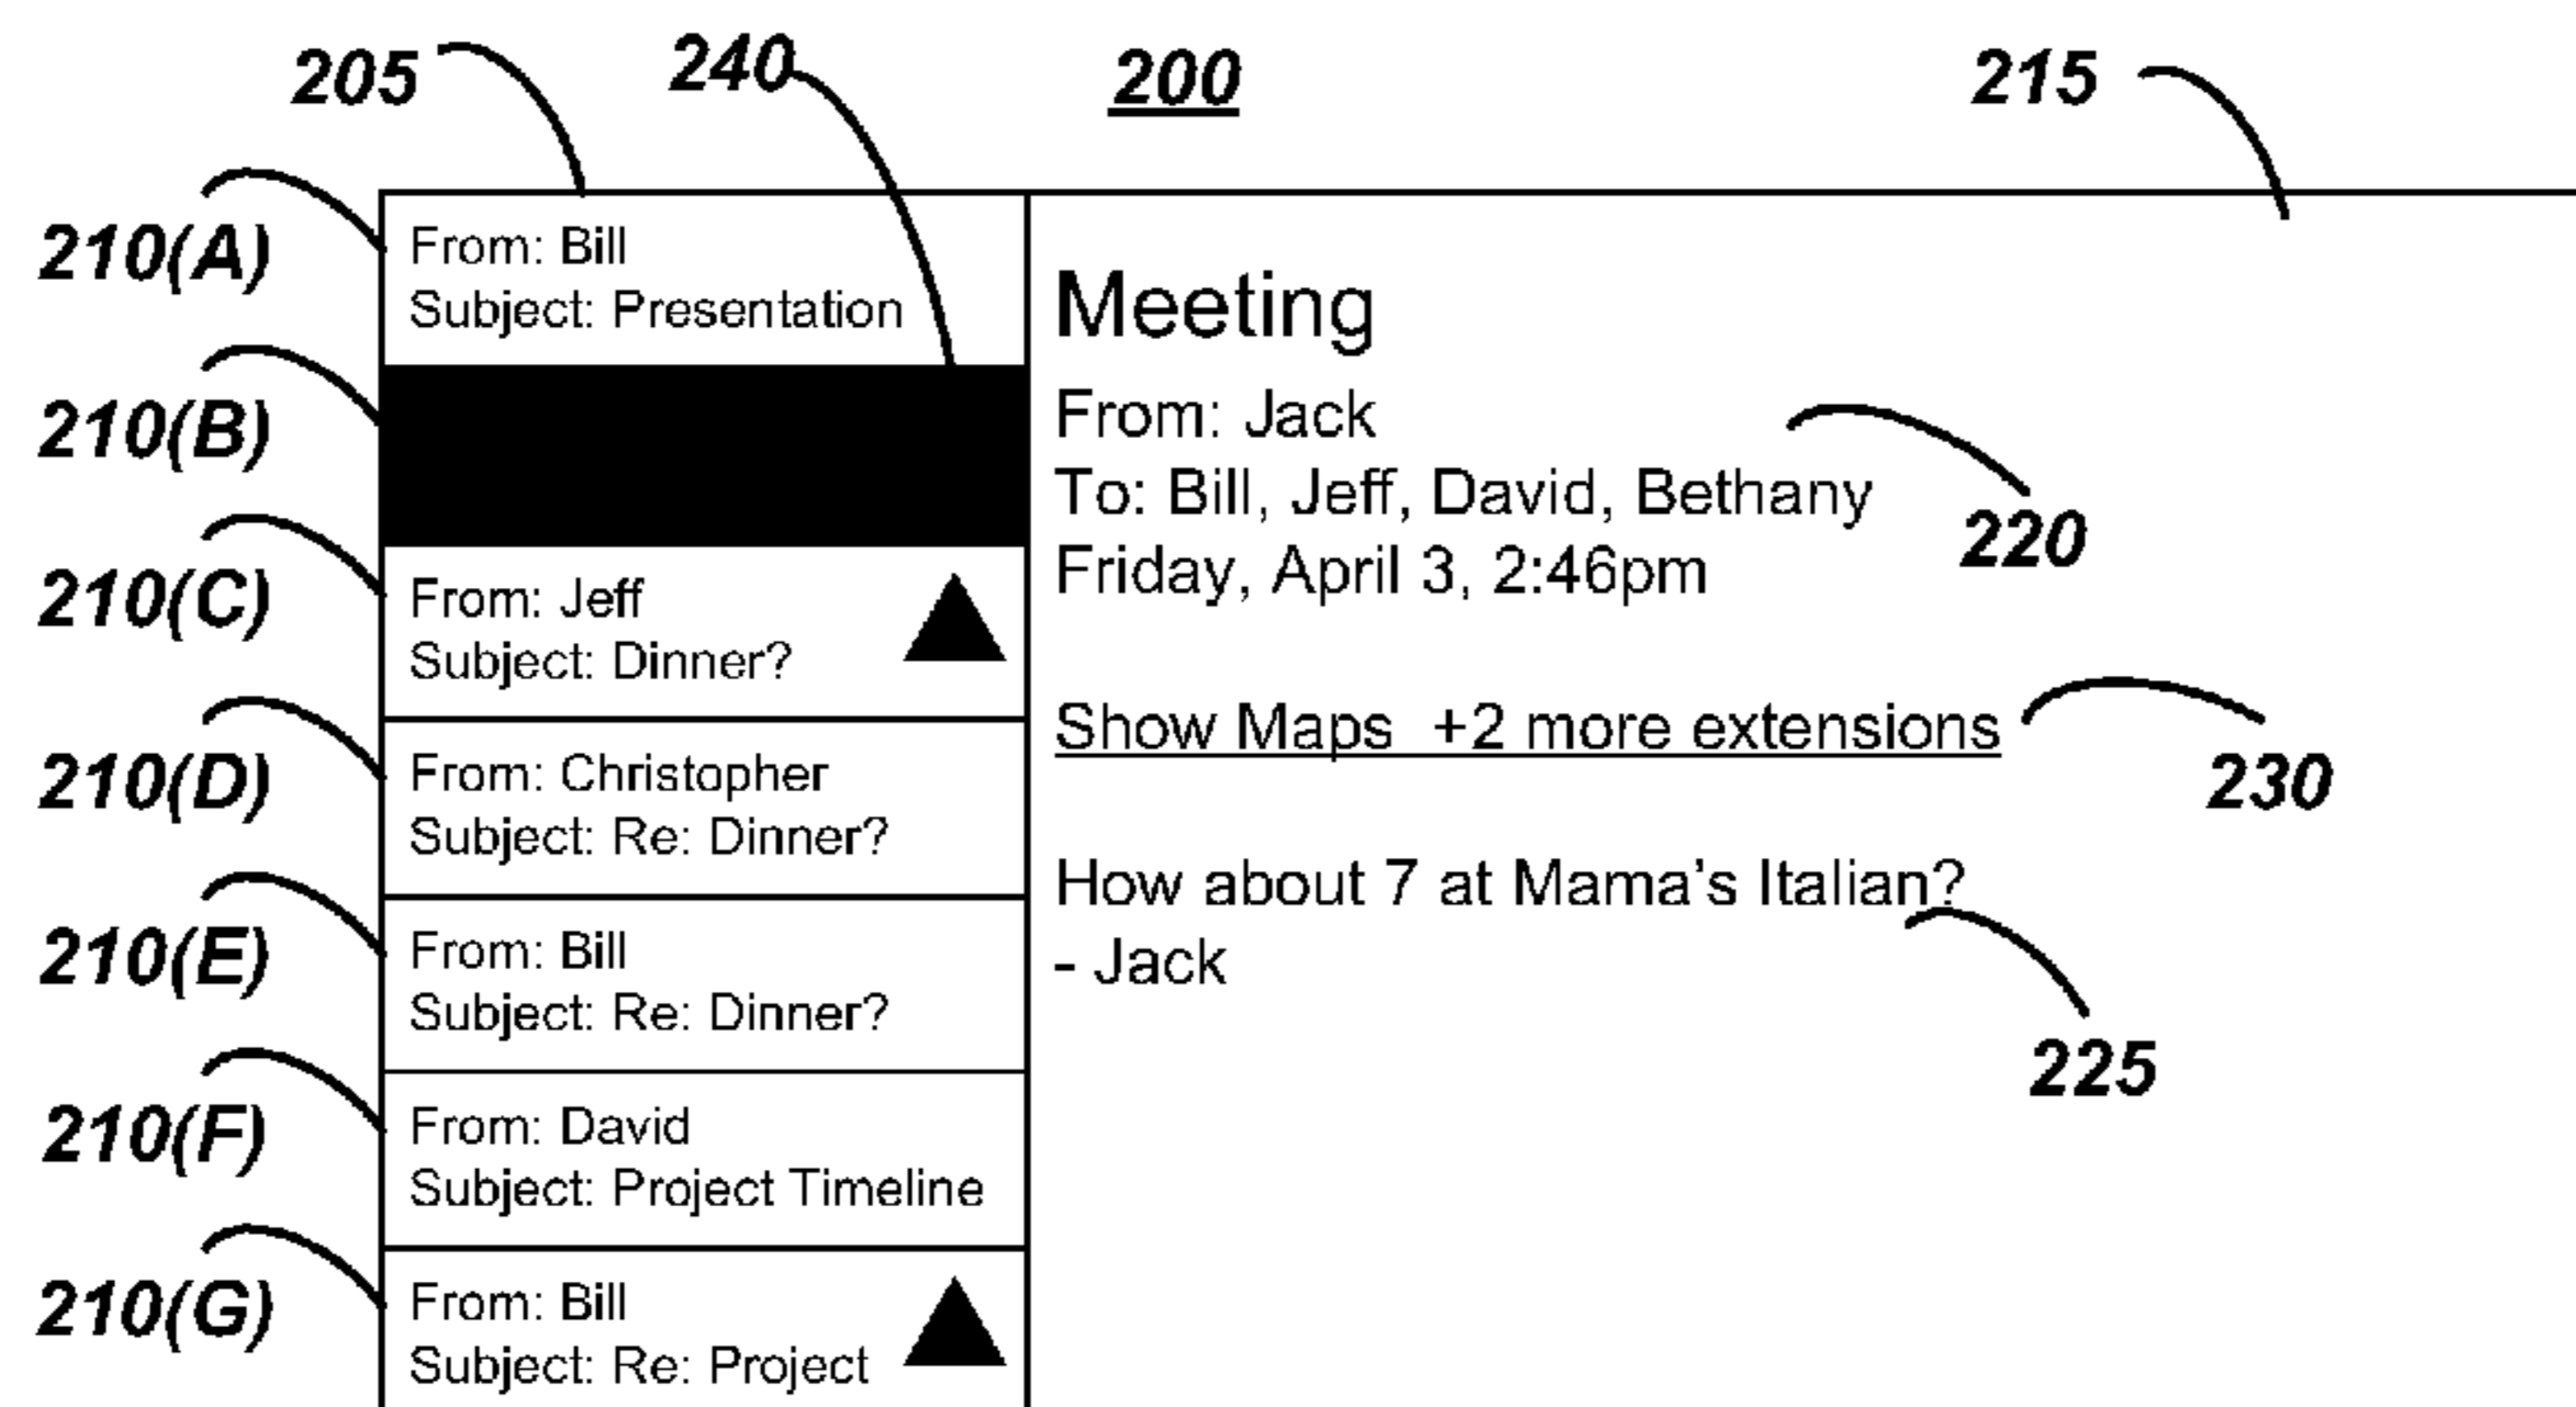 205
240
200
215
210(A)
From: Bill
Subject: Presentation
Meeting
210(B)
From: Jack
To: Bill, Jeff, David, Bethany
220
Friday, April 3, 2:46pm
210(C)
From: Jeff
Subject: Dinner?
Show Maps +2 more extensions
230
210(D)
From: Christopher
Subject: Re: Dinner?
How about 7 at Mama's Italian?
- Jack
225
210(E)
From: Bill
Subject: Re: Dinner?
210(F)
From: David
Subject: Project Timeline
210(G)
From: Bill
Subject: Re: Project